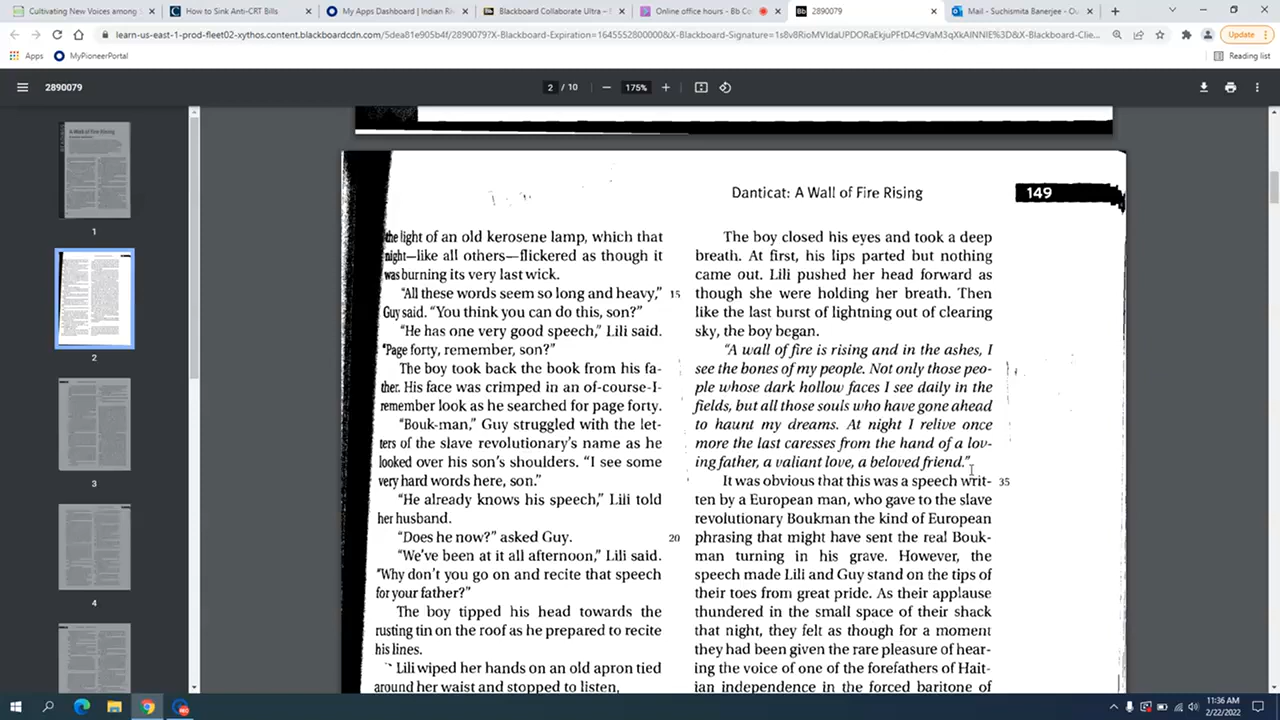 Cultivating New Voices among S
How to Sink Anti-CRT Bills
My Apps Dashboard | Indian Ri
Blackboard Collaborate Ultra –
Online office hours – Bb Co
2890079
Mail - Suchismita Banerjee - Ou
Update
Apps
MyPioneerPortal
Reading list
2890079
2 / 10
175%
1
2
3
4
Danticat: A Wall of Fire Rising
149
the light of an old kerosene lamp, which that
night—like all others—flickered as though it
was burning its very last wick.
“All these words seem so long and heavy,” 15
Guy said. “You think you can do this, son?”
“He has one very good speech,” Lili said.
“Page forty, remember, son?”
The boy took back the book from his fa-
ther. His face was crimped in an of-course-I-
remember look as he searched for page forty.
“Bouk-man,” Guy struggled with the let-
ters of the slave revolutionary’s name as he
looked over his son’s shoulders. “I see some
very hard words here, son.”
“He already knows his speech,” Lili told
her husband.
“Does he now?” asked Guy. 20
“We’ve been at it all afternoon,” Lili said.
“Why don’t you go on and recite that speech
for your father?”
The boy tipped his head towards the
rusting tin on the roof as he prepared to recite
his lines.
Lili wiped her hands on an old apron tied
around her waist and stopped to listen,
The boy closed his eyes and took a deep
breath. At first, his lips parted but nothing
came out. Lili pushed her head forward as
though she were holding her breath. Then
like the last burst of lightning out of clearing
sky, the boy began.
“A wall of fire is rising and in the ashes, I
see the bones of my people. Not only those peo-
ple whose dark hollow faces I see daily in the
fields, but all those souls who have gone ahead
to haunt my dreams. At night I relive once
more the last caresses from the hand of a lov-
ing father, a valiant love, a beloved friend.”
It was obvious that this was a speech writ- 35
ten by a European man, who gave to the slave
revolutionary Boukman the kind of European
phrasing that might have sent the real Bouk-
man turning in his grave. However, the
speech made Lili and Guy stand on the tips of
their toes from great pride. As their applause
thundered in the small space of their shack
that night, they felt as though for a moment
they had been given the rare pleasure of hear-
ing the voice of one of the forefathers of Hait-
ian independence in the forced baritone of
11:36 AM
2/22/2022